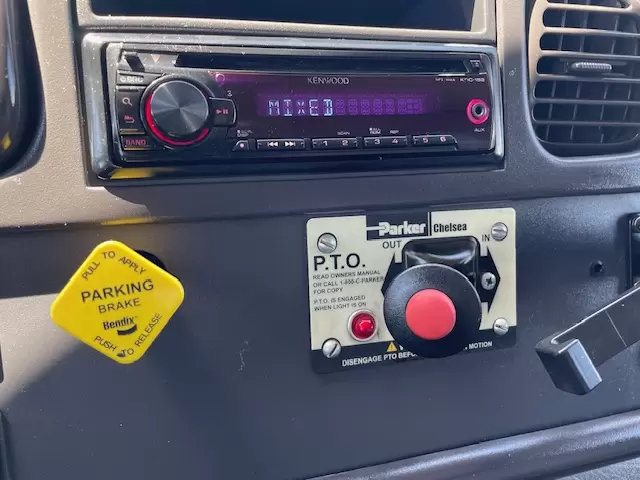 KENWOOD
MIXED
AUX
BAND
SCAN
1 2 3 4 5 6
PULL TO APPLY
PARKING
BRAKE
Bendix
PUSH TO RELEASE
Parker Chelsea
OUT IN
P.T.O.
READ OWNERS MANUAL
OR CALL 1-800-C-PARKER
FOR COPY
P.T.O. IS ENGAGED
WHEN LIGHT IS ON
DISENGAGE PTO MOTION